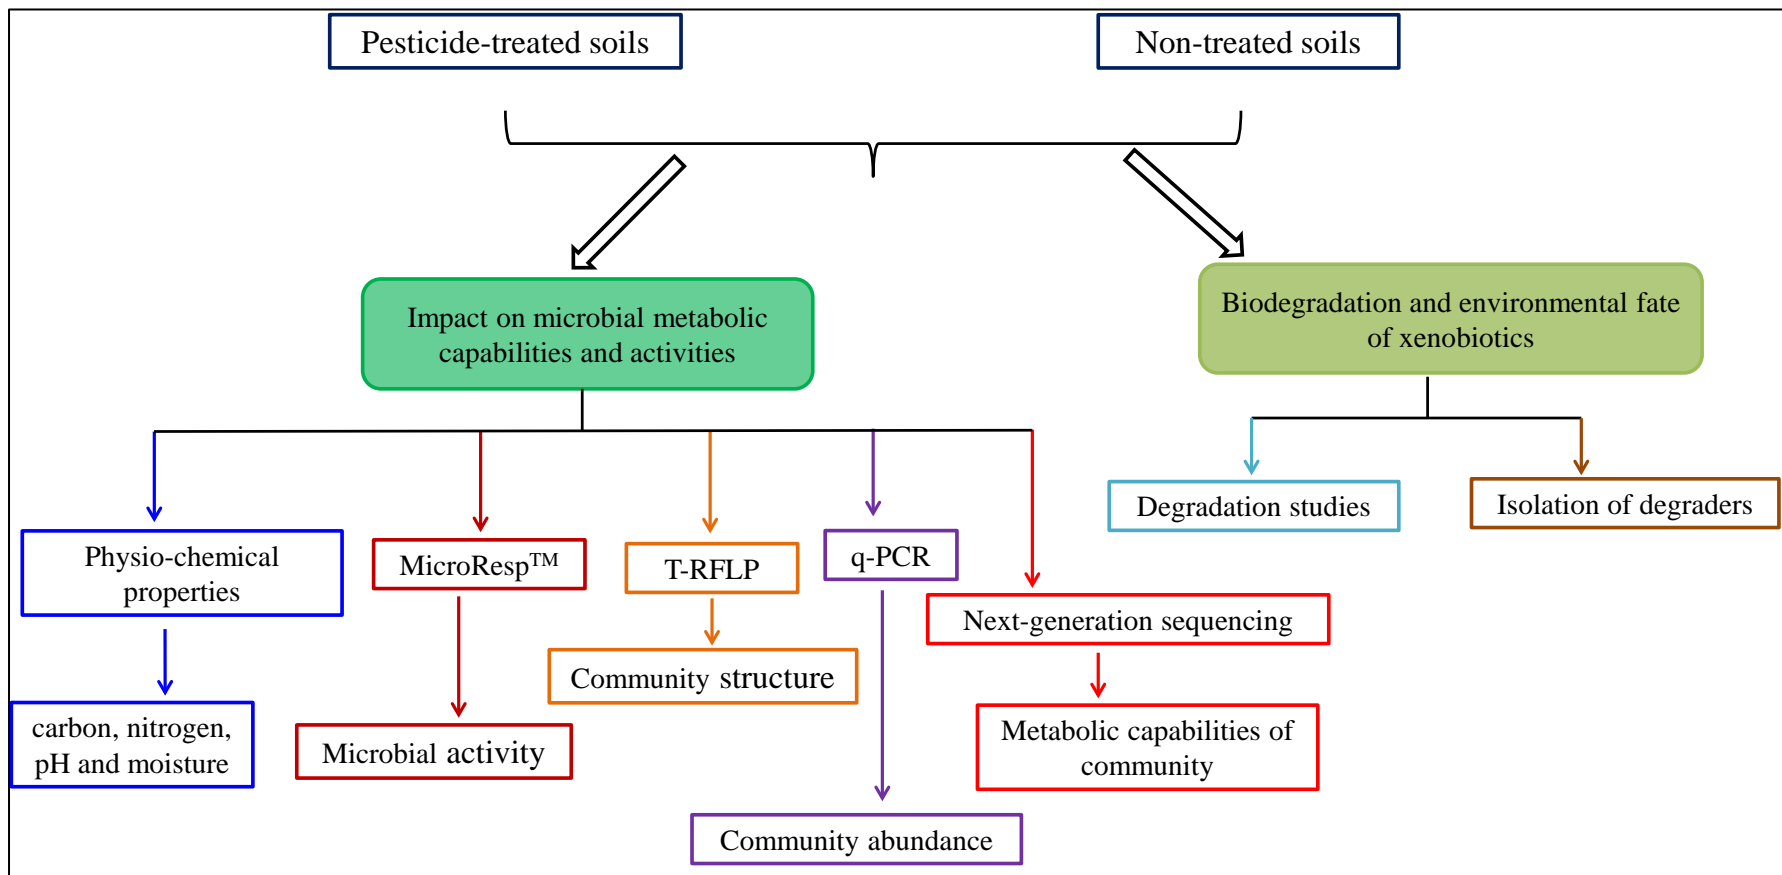 Pesticide-treated soils
Non-treated soils
Impact on microbial metabolic
capabilities and activities
Biodegradation and environmental fate
of xenobiotics
Degradation studies
Isolation of degraders
Physio-chemical
properties
MicroResp™
T-RFLP
q-PCR
Next-generation sequencing
carbon, nitrogen,
pH and moisture
Microbial activity
Community structure
Metabolic capabilities of
community
Community abundance